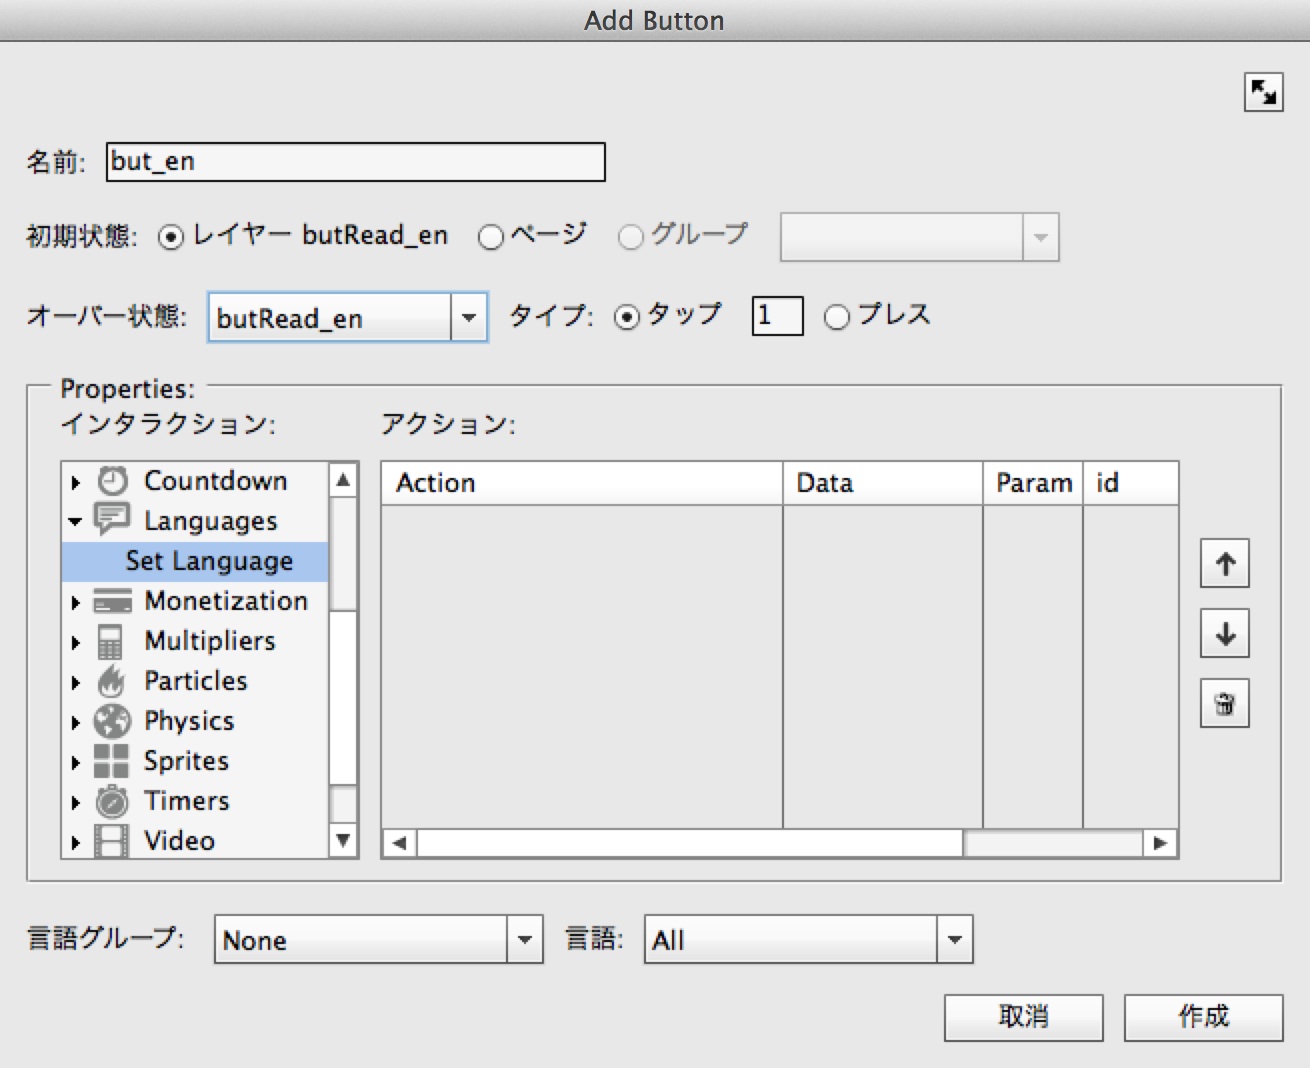 Add Button
名前: but_en
初期状態: レイヤー butRead_en ページ グループ
オーバー状態: butRead_en タイプ: タップ 1 プレス
Properties:
インタラクション: アクション:
Action Data Param id
Countdown
Languages
Set Language
Monetization
Multipliers
Particles
Physics
Sprites
Timers
Video
言語グループ: None 言語: All
取消 作成